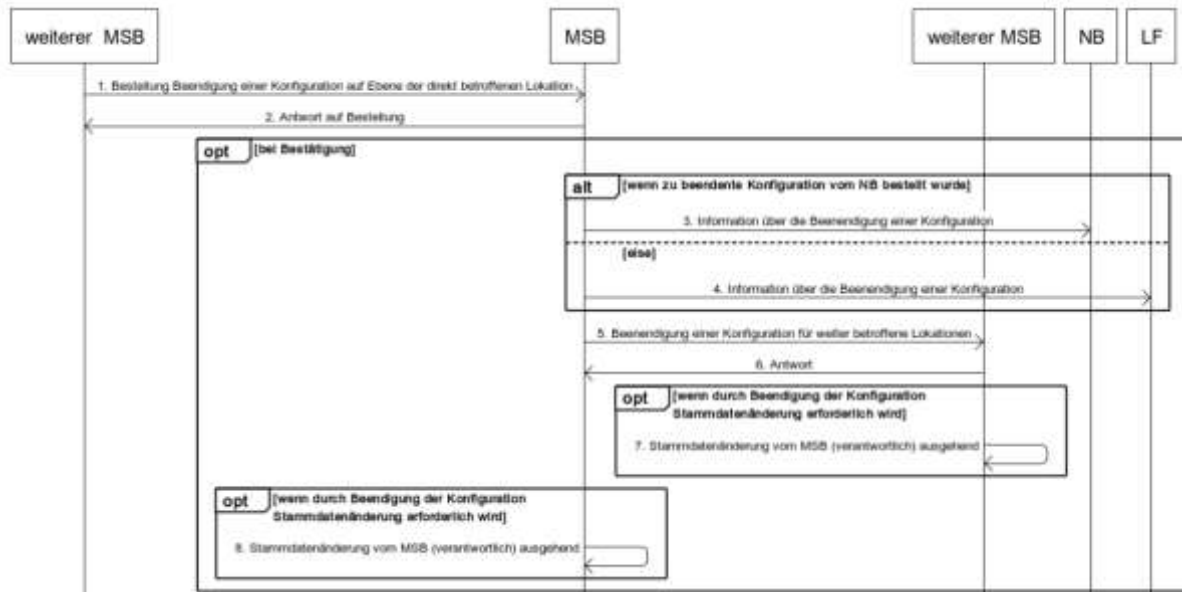 weiterer MSB
MSB
weiterer MSB
NB
LF
1. Bestellung Beendigung einer Konfiguration auf Ebene der direkt betroffenen Lokation
2. Antwort auf Bestellung
opt
[bei Bestätigung]
alt
[wenn zu beendente Konfiguration vom NB bestellt wurde]
3. Information über die Beenendigung einer Konfiguration
[else]
4. Information über die Beenendigung einer Konfiguration
5. Beenendigung einer Konfiguration für weiter betroffene Lokationen
6. Antwort
opt
[wenn durch Beendigung der Konfiguration
Stammdatenänderung erforderlich wird]
7. Stammdatenänderung vom MSB (verantwortlich) ausgehend
opt
[wenn durch Beendigung der Konfiguration
Stammdatenänderung erforderlich wird]
8. Stammdatenänderung vom MSB (verantwortlich) ausgehend